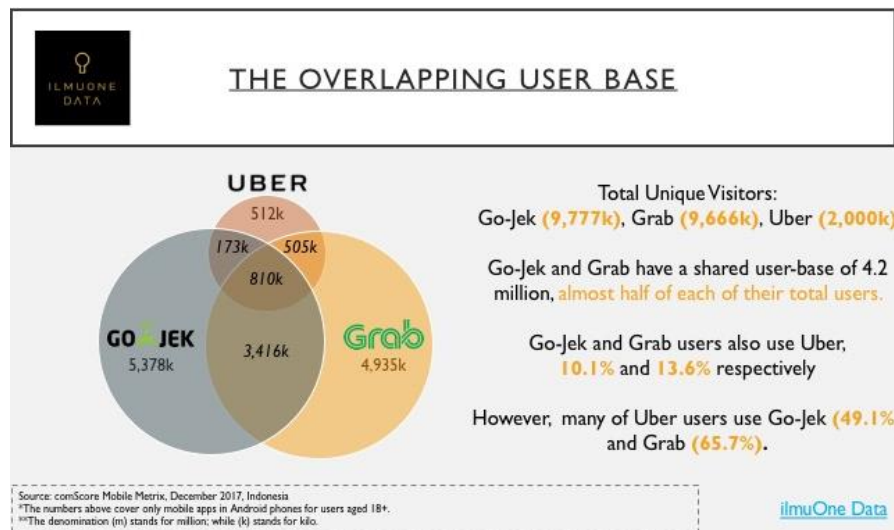 ILMUONE
DATA
THE OVERLAPPING USER BASE
UBER
512k
173k
505k
810k
GO JEK
5,378k
3,416k
Grab
4,935k
Total Unique Visitors:
Go-Jek (9,777k), Grab (9,666k), Uber (2,000k)
Go-Jek and Grab have a shared user-base of 4.2
million, almost half of each of their total users.
Go-Jek and Grab users also use Uber,
10.1% and 13.6% respectively
However, many of Uber users use Go-Jek (49.1%
and Grab (65.7%).
Source: comScore Mobile Metrix, December 2017, Indonesia
*The numbers above cover only mobile apps in Android phones for users aged 18+.
**The denomination (m) stands for million; while (k) stands for kilo.
ilmuOne Data